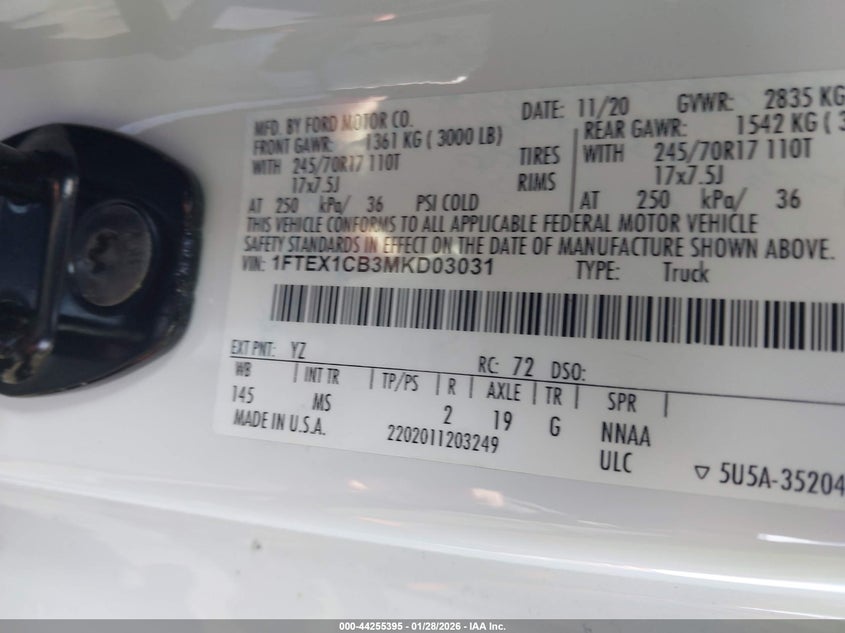 MFD. BY FORD MOTOR CO. DATE: 11/20 GVWR: 2835 KG
FRONT GAWR: 1361 KG ( 3000 LB) REAR GAWR: 1542 KG ( 3
WITH 245/70R17 110T TIRES WITH 245/70R17 110T
17x7.5J RIMS 17x7.5J
AT 250 kPa/ 36 PSI COLD AT 250 kPa/ 36
THIS VEHICLE CONFORMS TO ALL APPLICABLE FEDERAL MOTOR VEHICLE
SAFETY STANDARDS IN EFFECT ON THE DATE OF MANUFACTURE SHOWN ABOVE.
VIN: 1FTEX1CB3MKD03031 TYPE: Truck
EXT PNT: YZ RC: 72 DSO:
WB INT TR TP/PS R AXLE TR SPR
145 MS 2 19 G NNAA
MADE IN U.S.A. 2202011203249 ULC
▽ 5U5A-35204
000-44255395 - 01/28/2026 - IAA Inc.